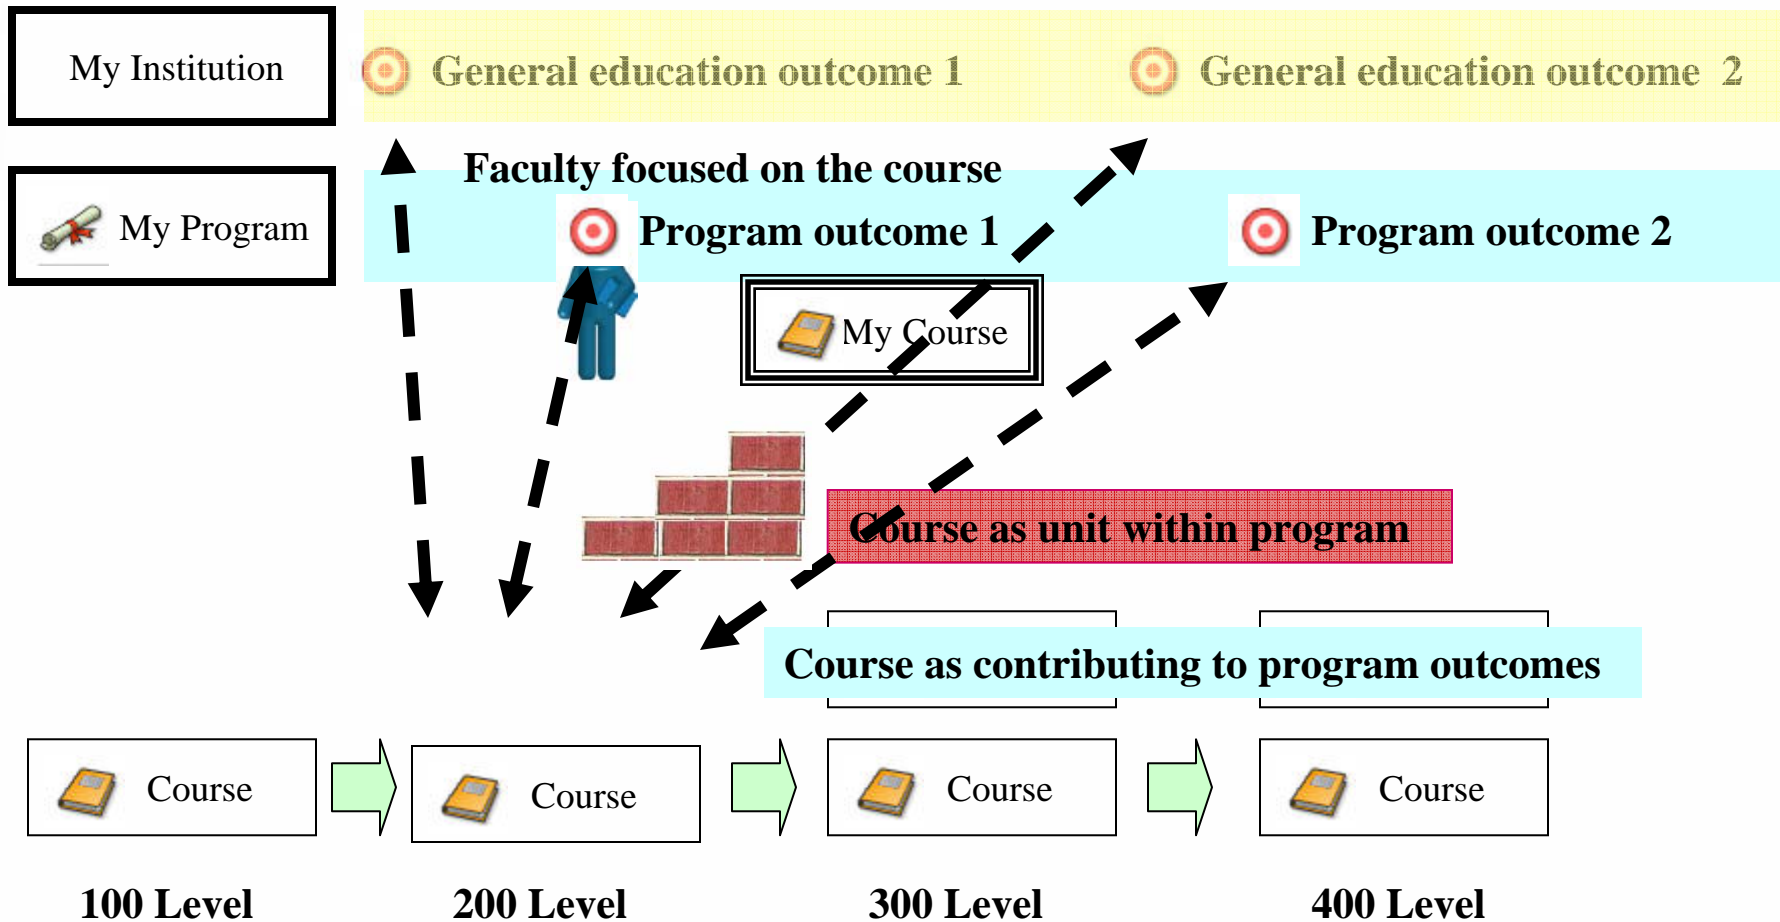 My Institution
General education outcome 1
General education outcome 2
Faculty focused on the course
My Program
Program outcome 1
Program outcome 2
My Course
Course as unit within program
Course as contributing to program outcomes
Course
Course
Course
Course
100 Level
200 Level
300 Level
400 Level